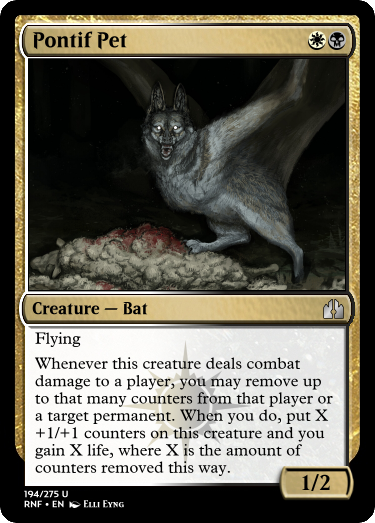 Pontif Pet
Creature — Bat
Flying
Whenever this creature deals combat
damage to a player, you may remove up
to that many counters from that player or
a target permanent. When you do, put X
+1/+1 counters on this creature and you
gain X life, where X is the amount of
counters removed this way.
1/2
194/275 U
RNF • EN Elli Eyng